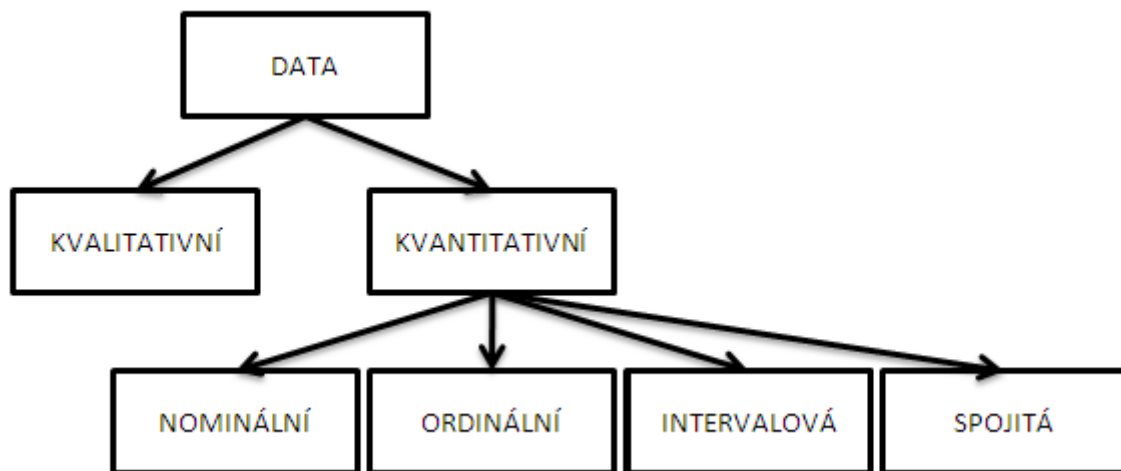 DATA
KVALITATIVNÍ
KVANTITATIVNÍ
NOMINÁLNÍ
ORDINÁLNÍ
INTERVALOVÁ
SPOJITÁ